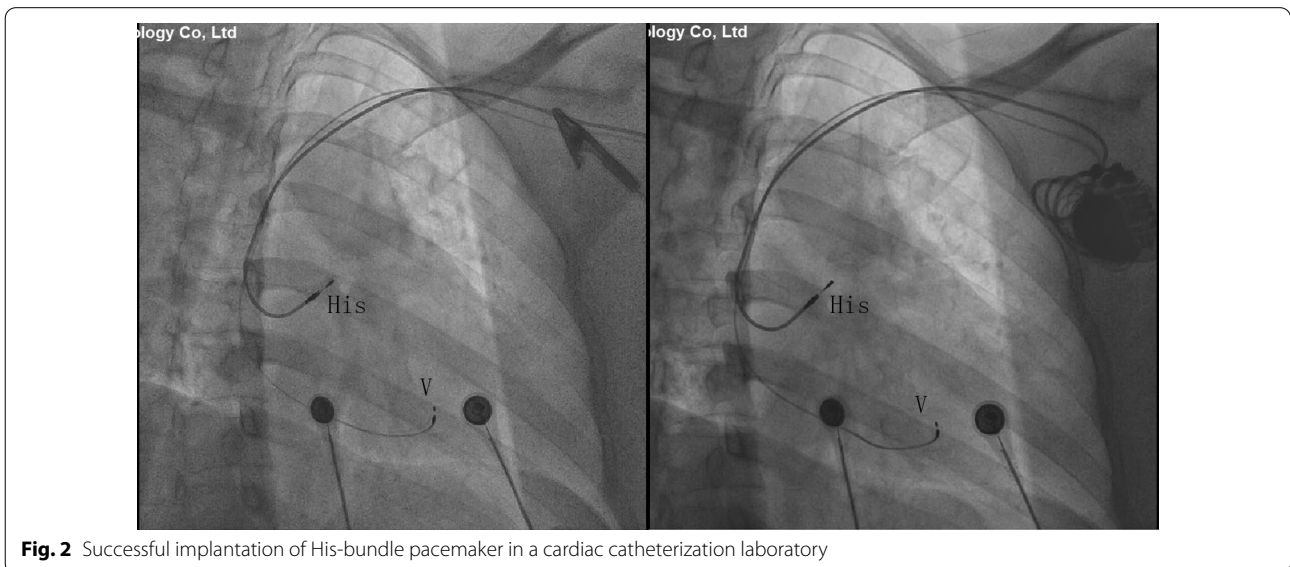 ology Co, Ltd
ology Co, Ltd
His
His
V
V
Fig. 2 Successful implantation of His-bundle pacemaker in a cardiac catheterization laboratory